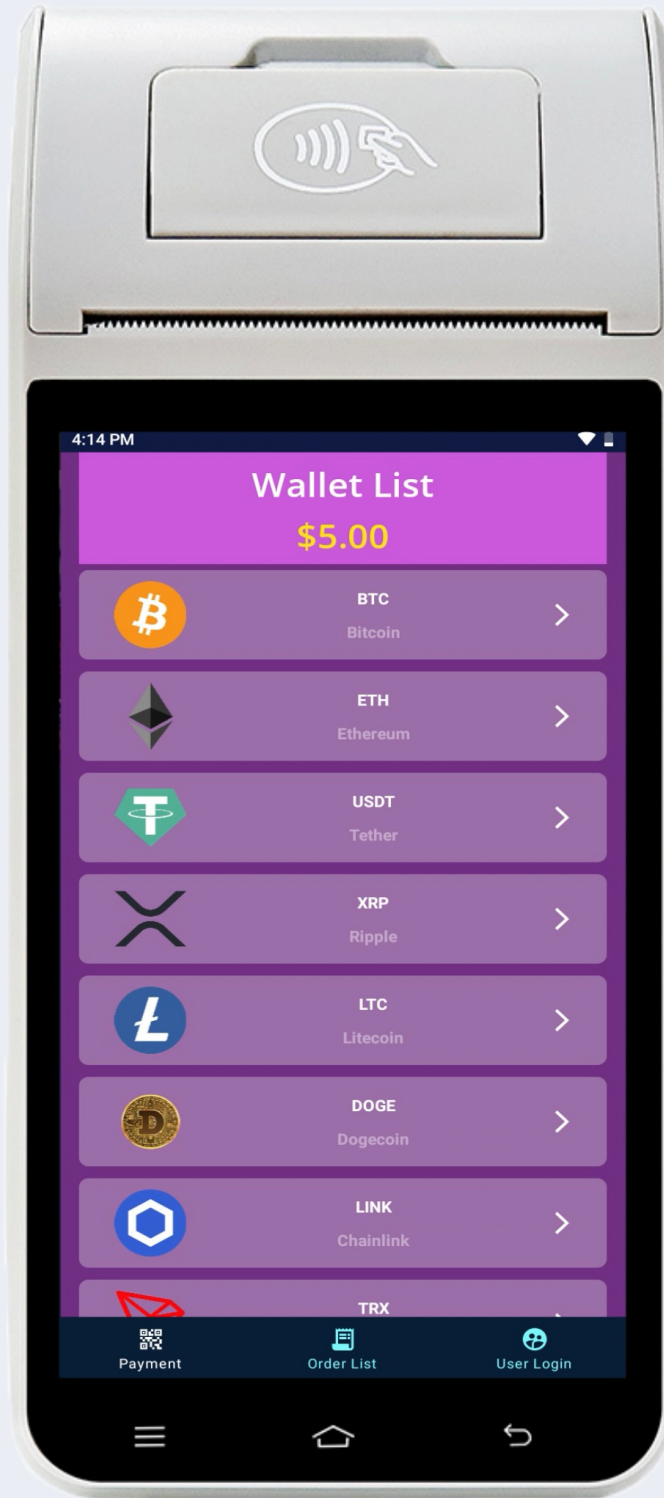 4:14 PM
Wallet List
$5.00
BTC
Bitcoin
ETH
Ethereum
USDT
Tether
XRP
Ripple
LTC
Litecoin
DOGE
Dogecoin
LINK
Chainlink
TRX
Payment
Order List
User Login